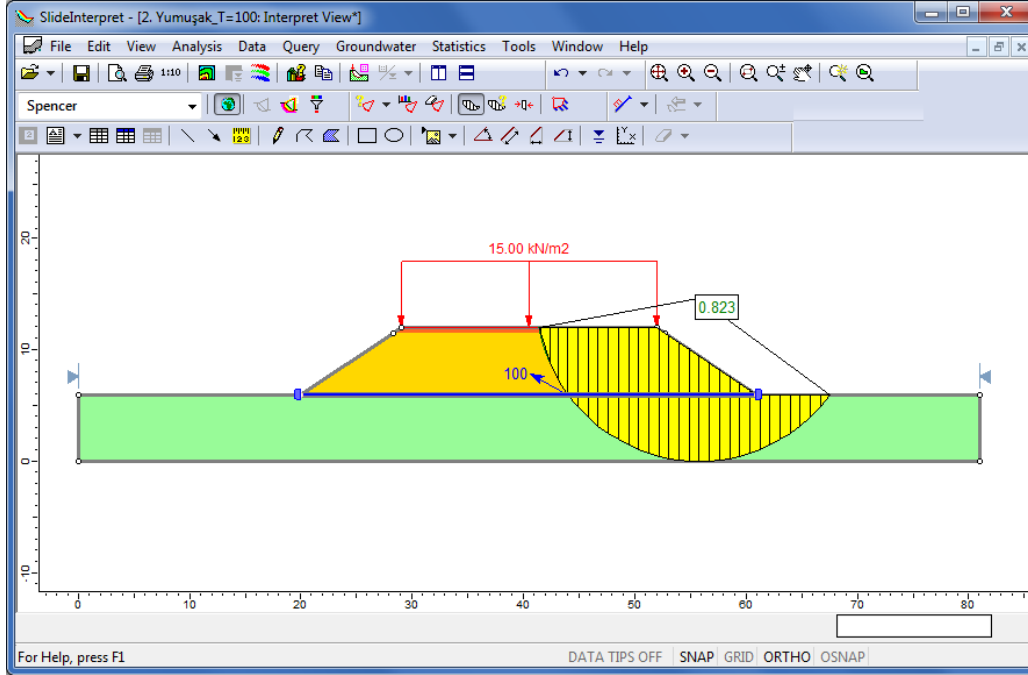 SlideInterpret - [2. Yumuşak_T=100: Interpret View*]
File Edit View Analysis Data Query Groundwater Statistics Tools Window Help
1:10
Spencer
123
15.00 kN/m2
0.823
100
20
10
0
-10
0 10 20 30 40 50 60 70 80
For Help, press F1 DATA TIPS OFF SNAP GRID ORTHO OSNAP